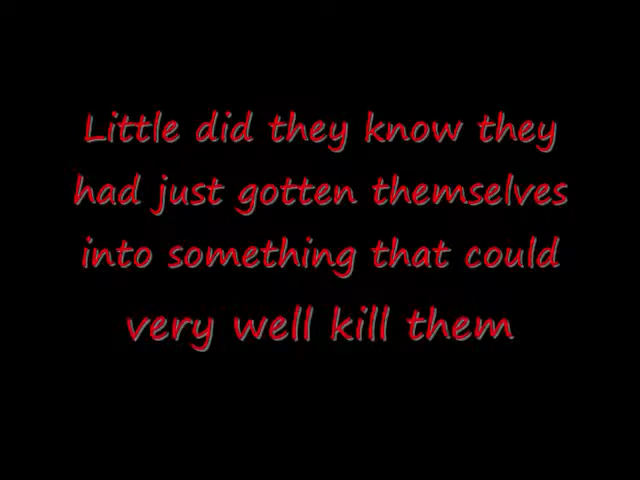 Little did they know they
had just gotten themselves
into something that could
very well kill them